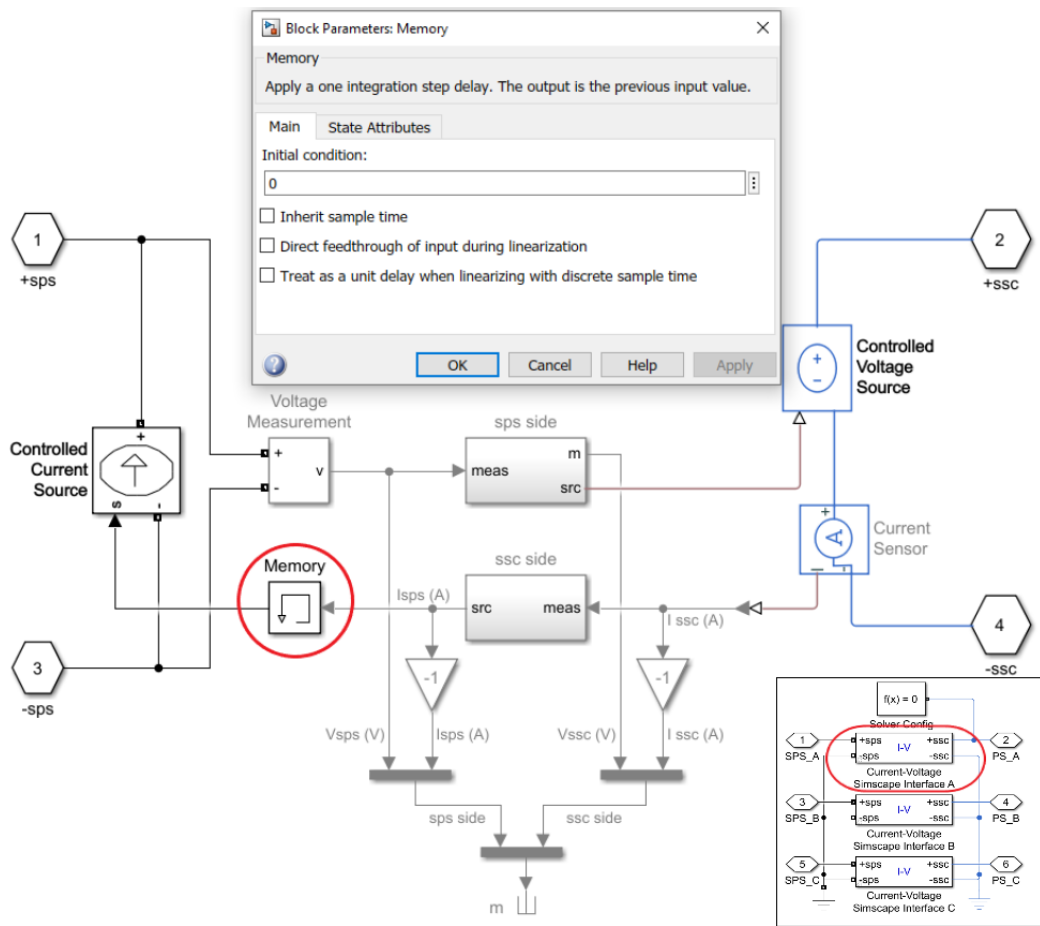 Block Parameters: Memory
Memory
Apply a one integration step delay. The output is the previous input value.
Main State Attributes
Initial condition:
0
Inherit sample time
Direct feedthrough of input during linearization
Treat as a unit delay when linearizing with discrete sample time
OK Cancel Help Apply
1
+sps
2
+ssc
Controlled
Voltage
Source
+
-
Voltage
Measurement
+
-
v
sps side
meas
m
src
Controlled
Current
Source
+
s
-
+
A
-
Current
Sensor
Memory
Isps (A)
ssc side
src meas
I ssc (A)
3
-sps
4
-ssc
-1
-1
Vsps (V)
Isps (A)
Vssc (V)
I ssc (A)
sps side
ssc side
m
f(x) = 0
Solver Config
1
SPS_A
+sps +ssc
I-V
-sps -ssc
2
PS_A
Current-Voltage
Simscape Interface A
3
SPS_B
+sps +ssc
I-V
-sps -ssc
4
PS_B
Current-Voltage
Simscape Interface B
5
SPS_C
+sps +ssc
I-V
-sps -ssc
6
PS_C
Current-Voltage
Simscape Interface C